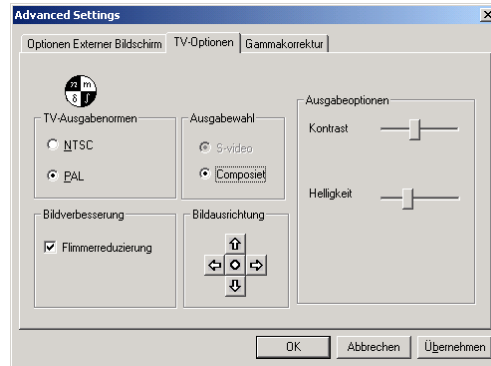 Advanced Settings
Optionen Externer Bildschirm
TV-Optionen
Gammakorrektur
TV-Ausgabenormen
NTSC
PAL
Ausgabewahl
S-video
Composiet
Bildverbesserung
Flimmerreduzierung
Bildausrichtung
Ausgabeoptionen
Kontrast
Helligkeit
OK
Abbrechen
Übernehmen